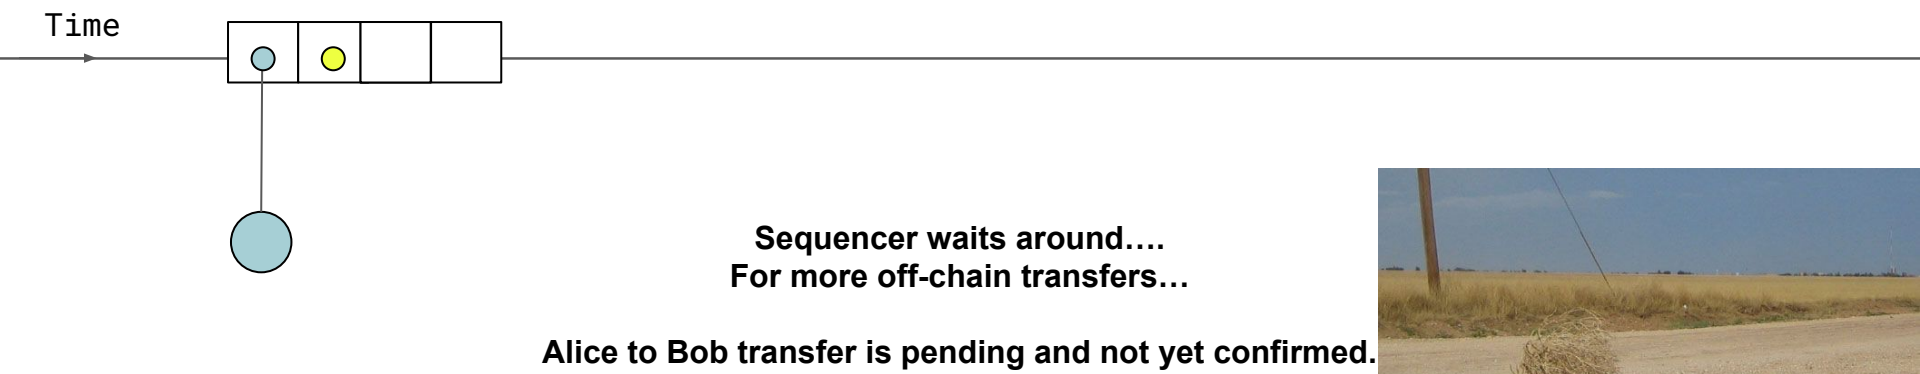 Time
Sequencer waits around….
For more off-chain transfers…
Alice to Bob transfer is pending and not yet confirmed.